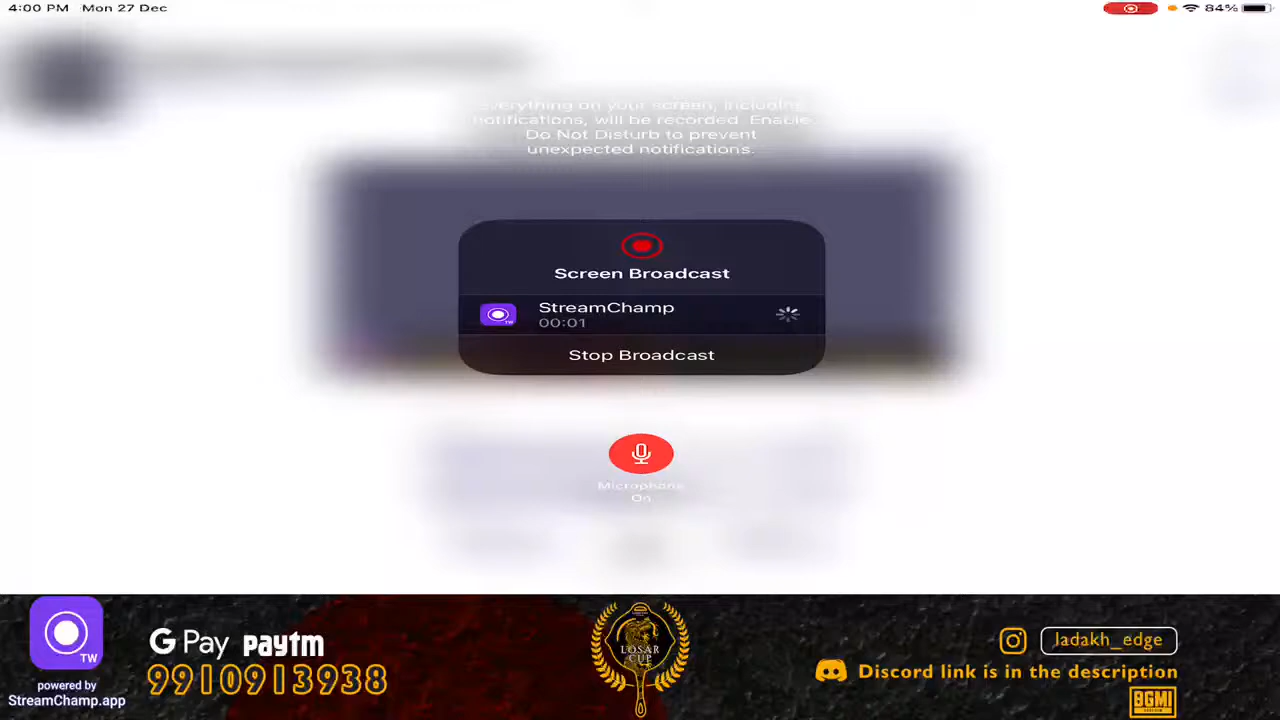 4:00 PM Mon 27 Dec
84%
Everything on your screen, including
notifications, will be recorded. Enable
Do Not Disturb to prevent
unexpected notifications.
Screen Broadcast
StreamChamp
00:01
Stop Broadcast
Microphone
On
TW
powered by
StreamChamp.app
G Pay paytm
9910913938
LOSAR
CUP
ladakh_edge
Discord link is in the description
BGMI